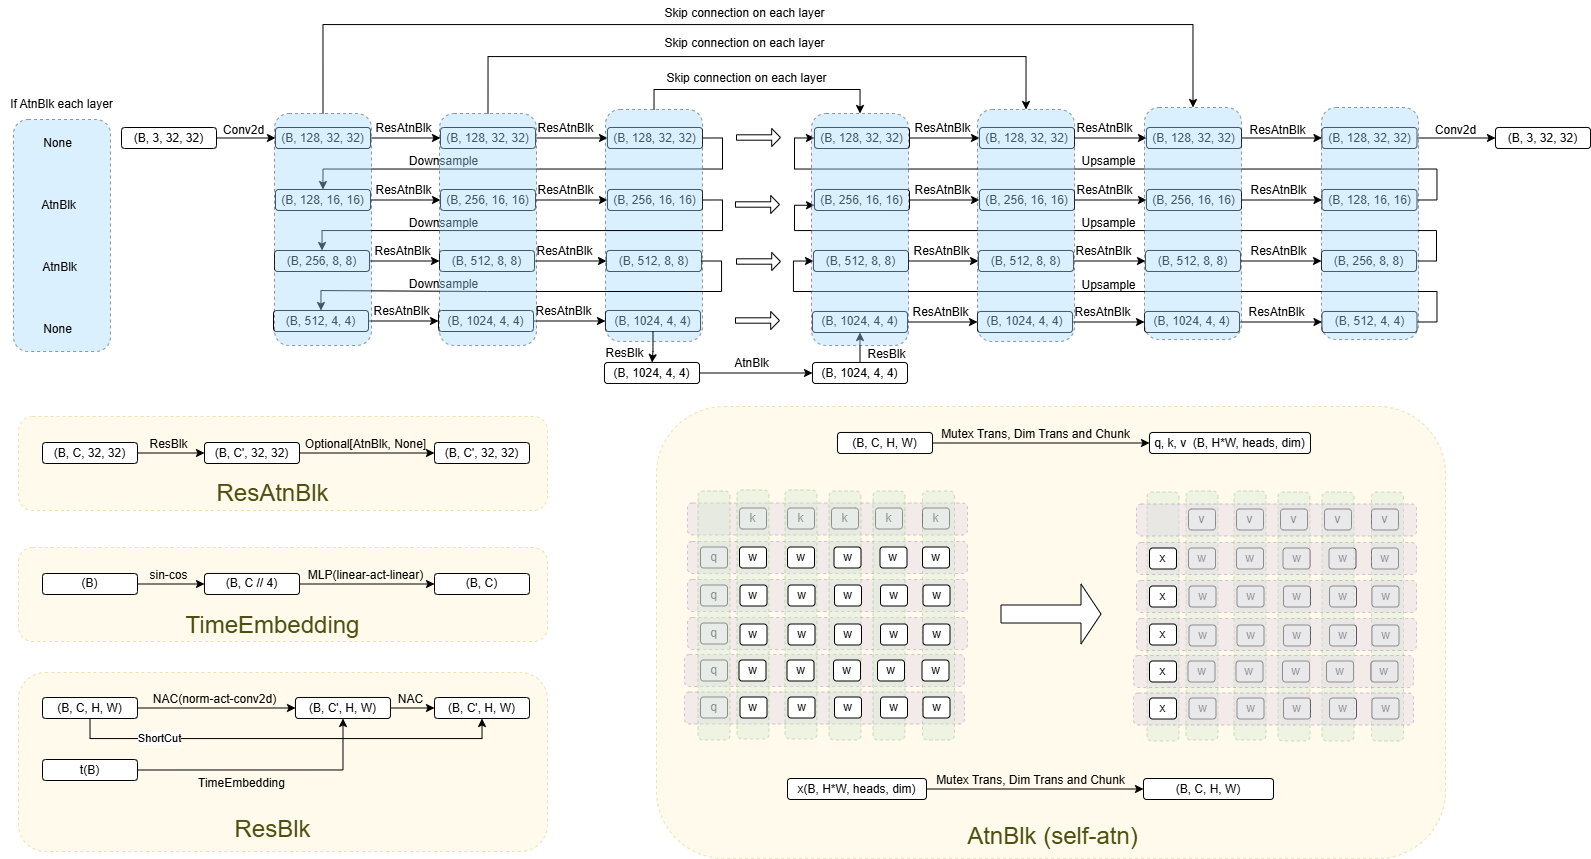 Skip connection on each layer
Skip connection on each layer
Skip connection on each layer
If AtnBlk each layer
None
AtnBlk
AtnBlk
None
(B, 3, 32, 32)
Conv2d
(B, 128, 32, 32)
ResAtnBlk
(B, 128, 32, 32)
ResAtnBlk
(B, 128, 32, 32)
(B, 128, 32, 32)
ResAtnBlk
(B, 128, 32, 32)
ResAtnBlk
(B, 128, 32, 32)
ResAtnBlk
(B, 128, 32, 32)
Conv2d
(B, 3, 32, 32)
Downsample
Upsample
(B, 128, 16, 16)
ResAtnBlk
(B, 256, 16, 16)
ResAtnBlk
(B, 256, 16, 16)
(B, 256, 16, 16)
ResAtnBlk
(B, 256, 16, 16)
ResAtnBlk
(B, 256, 16, 16)
ResAtnBlk
(B, 128, 16, 16)
Downsample
Upsample
(B, 256, 8, 8)
ResAtnBlk
(B, 512, 8, 8)
ResAtnBlk
(B, 512, 8, 8)
(B, 512, 8, 8)
ResAtnBlk
(B, 512, 8, 8)
ResAtnBlk
(B, 512, 8, 8)
ResAtnBlk
(B, 256, 8, 8)
Downsample
Upsample
(B, 512, 4, 4)
ResAtnBlk
(B, 1024, 4, 4)
ResAtnBlk
(B, 1024, 4, 4)
(B, 1024, 4, 4)
ResAtnBlk
(B, 1024, 4, 4)
ResAtnBlk
(B, 1024, 4, 4)
ResAtnBlk
(B, 512, 4, 4)
ResBlk
ResBlk
(B, 1024, 4, 4)
AtnBlk
(B, 1024, 4, 4)
(B, C, 32, 32)
ResBlk
(B, C', 32, 32)
Optional[AtnBlk, None]
(B, C', 32, 32)
ResAtnBlk
(B)
sin-cos
(B, C // 4)
MLP(linear-act-linear)
(B, C)
TimeEmbedding
(B, C, H, W)
NAC(norm-act-conv2d)
(B, C', H, W)
NAC
(B, C', H, W)
ShortCut
t(B)
TimeEmbedding
ResBlk
(B, C, H, W)
Mutex Trans, Dim Trans and Chunk
q, k, v (B, H*W, heads, dim)
k k k k k
q w w w w w
q w w w w w
q w w w w w
q w w w w w
q w w w w w
v v v v v
x w w w w w
x w w w w w
x w w w w w
x w w w w w
x w w w w w
x(B, H*W, heads, dim)
Mutex Trans, Dim Trans and Chunk
(B, C, H, W)
AtnBlk (self-atn)